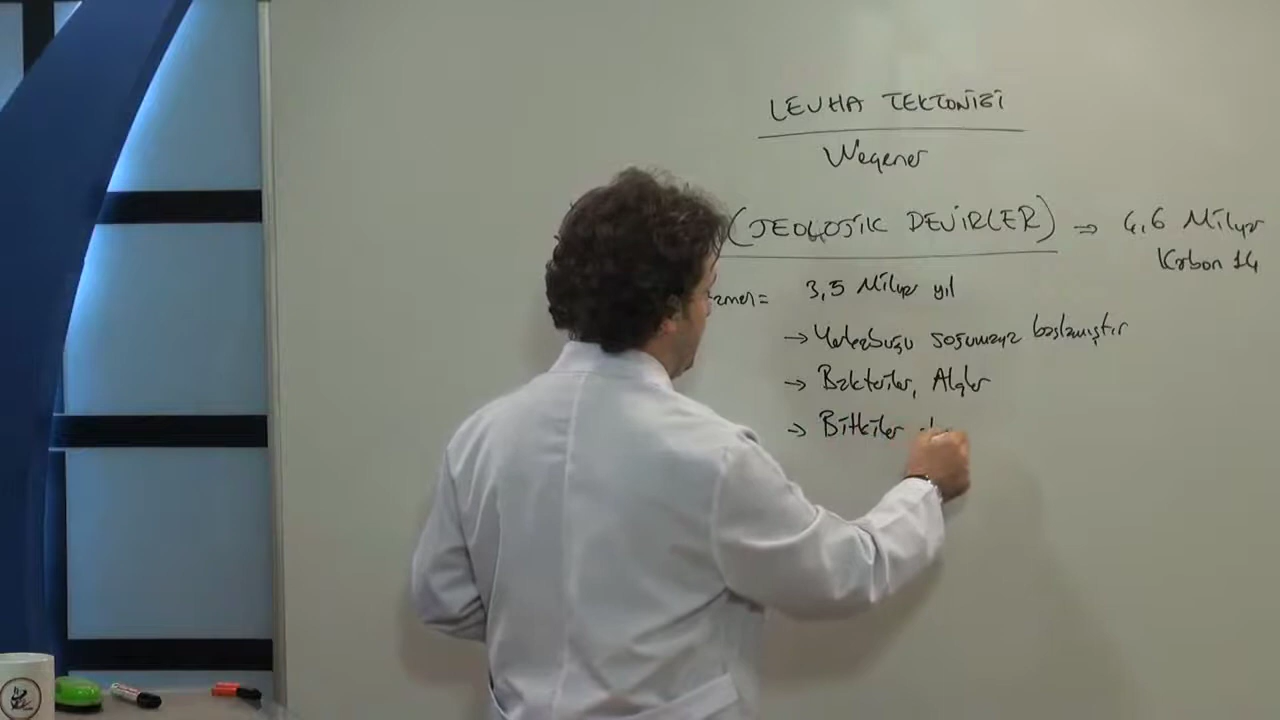 LEVHA TEKTONİĞİ
Wegener
(JEOLOJİK DEVİRLER) ⇒ 4,6 Milyar
Karbon 14
zaman = 3,5 Milyar yıl
→ Yerkabuğu soğumaya başlamıştır
→ Bakteriler, Algler
→ Bitkiler